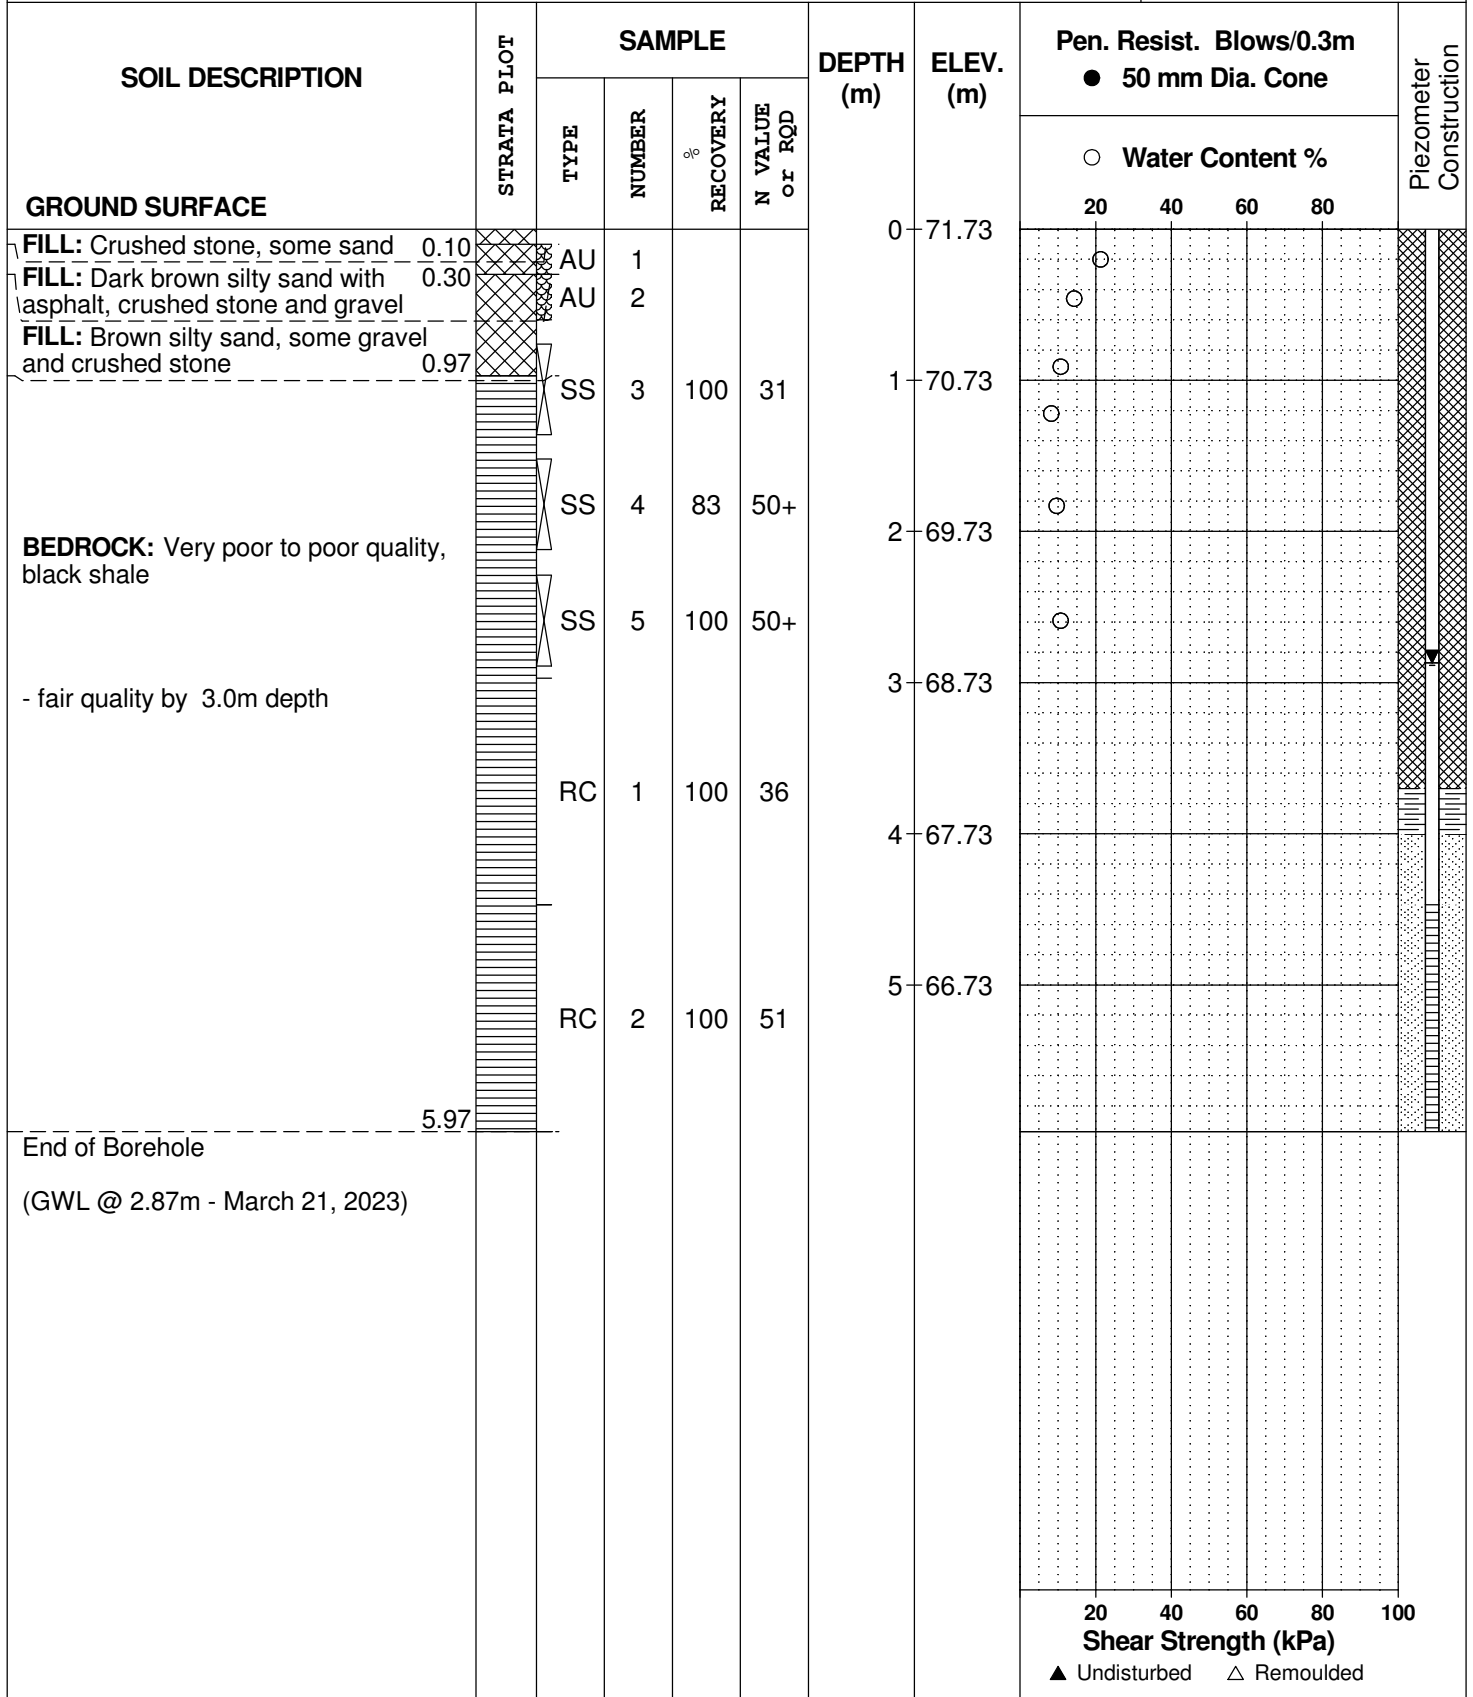 SOIL DESCRIPTION
GROUND SURFACE
STRATA PLOT
SAMPLE
TYPE
NUMBER
% RECOVERY
N VALUE or RQD
DEPTH (m)
ELEV. (m)
Pen. Resist. Blows/0.3m
● 50 mm Dia. Cone
○ Water Content %
20 40 60 80
Piezometer Construction
FILL: Crushed stone, some sand 0.10
FILL: Dark brown silty sand with 0.30
asphalt, crushed stone and gravel
FILL: Brown silty sand, some gravel
and crushed stone 0.97
BEDROCK: Very poor to poor quality,
black shale
- fair quality by 3.0m depth
5.97
End of Borehole
(GWL @ 2.87m - March 21, 2023)
AU 1
AU 2
SS 3 100 31
SS 4 83 50+
SS 5 100 50+
RC 1 100 36
RC 2 100 51
0 71.73
1 70.73
2 69.73
3 68.73
4 67.73
5 66.73
20 40 60 80 100
Shear Strength (kPa)
▲ Undisturbed △ Remoulded